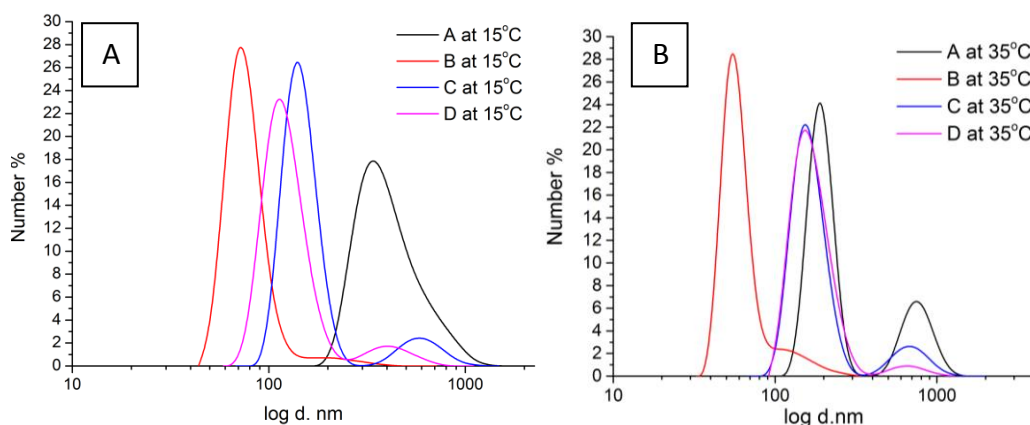 A
30
28
26
24
22
20
18
16
14
12
10
8
6
4
2
0
Number %
10
100
1000
log d. nm
A at 15°C
B at 15°C
C at 15°C
D at 15°C
B
30
28
26
24
22
20
18
16
14
12
10
8
6
4
2
0
Number %
10
100
1000
log d.nm
A at 35°C
B at 35°C
C at 35°C
D at 35°C